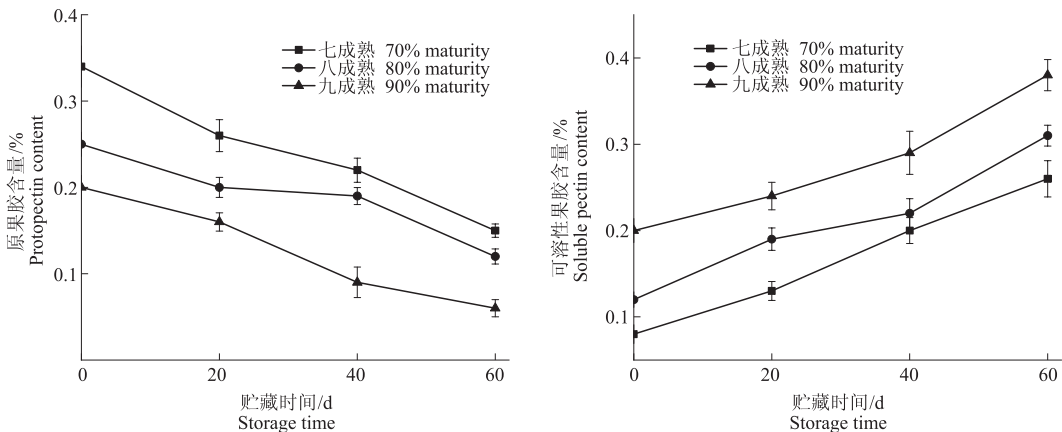 0.4
0.3
0.2
0.1
原果胶含量/%
Protopectin content
七成熟 70% maturity
八成熟 80% maturity
九成熟 90% maturity
0
20
40
60
贮藏时间/d
Storage time
0.4
0.3
0.2
0.1
可溶性果胶含量/%
Soluble pectin content
七成熟 70% maturity
八成熟 80% maturity
九成熟 90% maturity
0
20
40
60
贮藏时间/d
Storage time